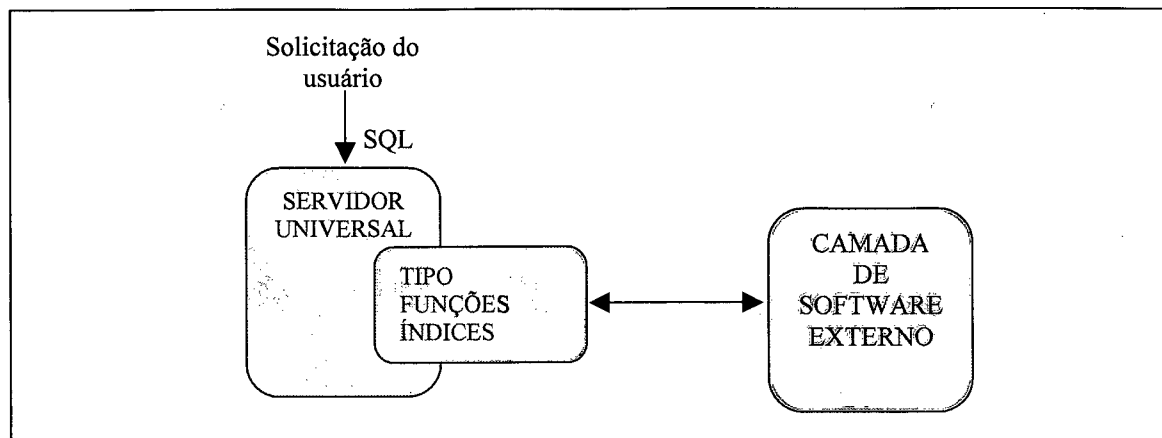 Solicitação do
usuário
SQL
SERVIDOR
UNIVERSAL
TIPO
FUNÇÕES
ÍNDICES
CAMADA
DE
SOFTWARE
EXTERNO